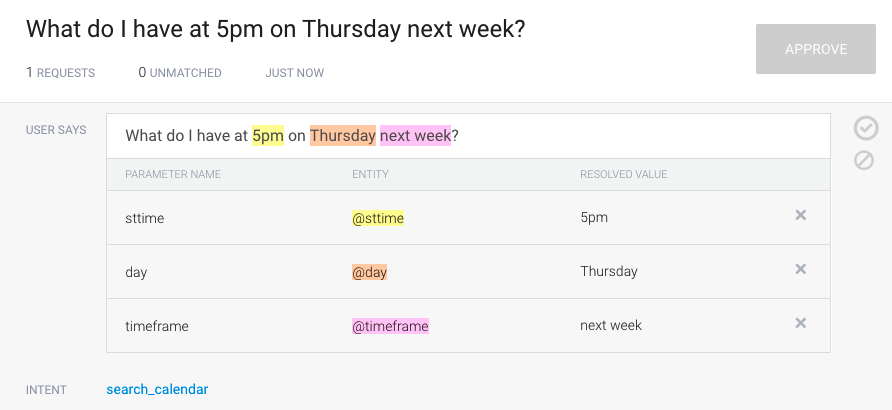 What do I have at 5pm on Thursday next week?
APPROVE
1 REQUESTS 0 UNMATCHED JUST NOW
USER SAYS What do I have at 5pm on Thursday next week?
PARAMETER NAME ENTITY RESOLVED VALUE
sttime @sttime 5pm ×
day @day Thursday ×
timeframe @timeframe next week ×
INTENT search_calendar